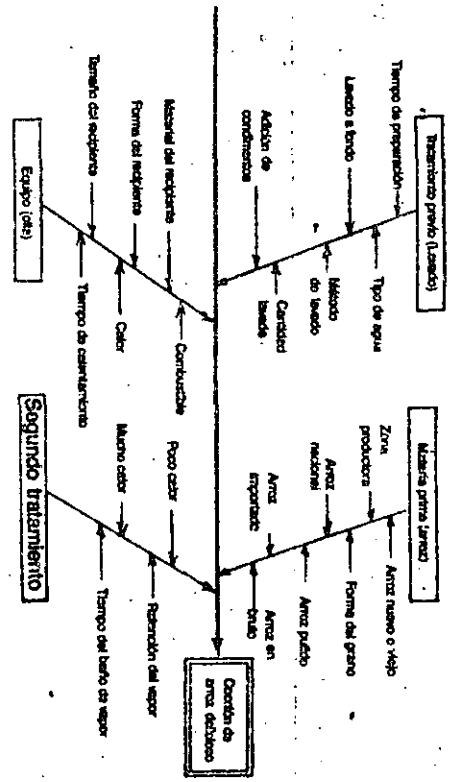 Tratamiento previo (Lavado)
Tiempo de preparación
Tipo de agua
Lavado a fondo
Método
de lavado
Adición de
condimentos
Cantidad
lavada
Materia prima (arroz)
Arroz nuevo o viejo
Zona
productora
Forma del grano
Arroz
nacional
Arroz pulido
Arroz
importado
Arroz en
bruto
Cocción de
arroz delicioso
Combustible
Material del recipiente
Calor
Forma del recipiente
Tiempo de calentamiento
Tamaño del recipiente
Equipo (olla)
Poco calor
Retención del vapor
Mucho calor
Tiempo del baño de vapor
Segundo tratamiento